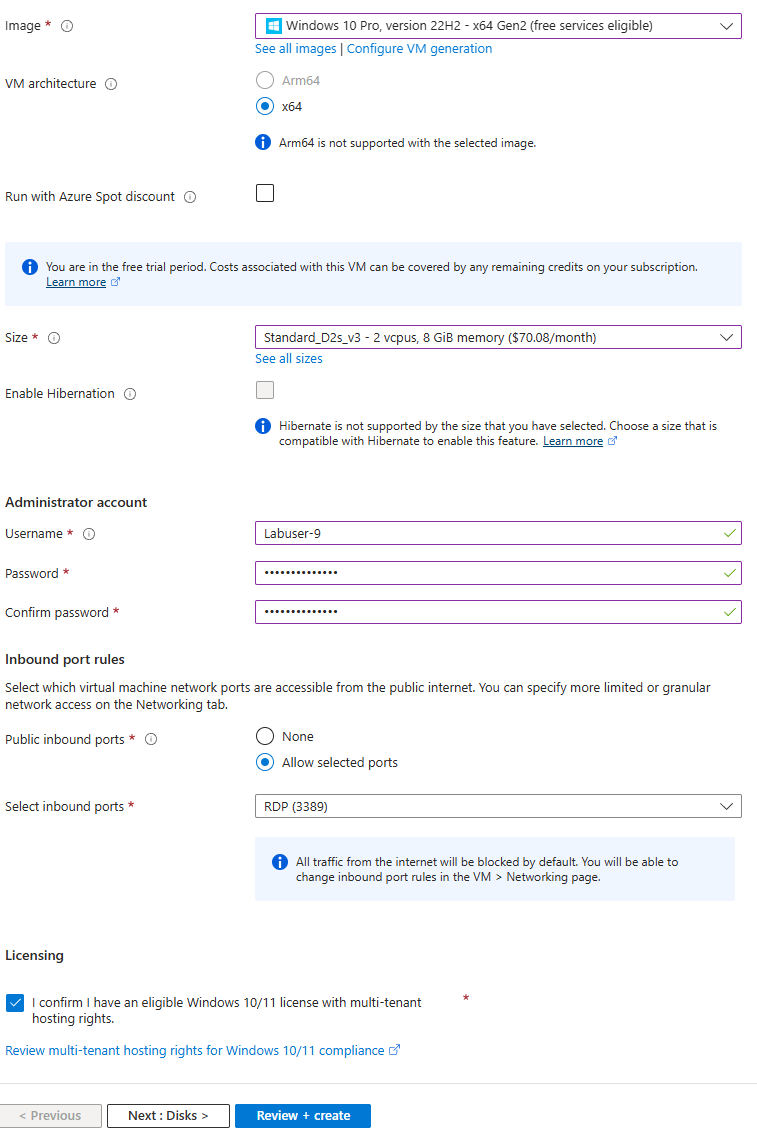 Image *
Windows 10 Pro, version 22H2 - x64 Gen2 (free services eligible)
See all images | Configure VM generation
VM architecture
Arm64
x64
Arm64 is not supported with the selected image.
Run with Azure Spot discount
You are in the free trial period. Costs associated with this VM can be covered by any remaining credits on your subscription.
Learn more
Size *
Standard_D2s_v3 - 2 vcpus, 8 GiB memory ($70.08/month)
See all sizes
Enable Hibernation
Hibernate is not supported by the size that you have selected. Choose a size that is
compatible with Hibernate to enable this feature. Learn more
Administrator account
Username *
Labuser-9
Password *
••••••••••••••
Confirm password *
••••••••••••••
Inbound port rules
Select which virtual machine network ports are accessible from the public internet. You can specify more limited or granular
network access on the Networking tab.
Public inbound ports *
None
Allow selected ports
Select inbound ports *
RDP (3389)
All traffic from the internet will be blocked by default. You will be able to
change inbound port rules in the VM > Networking page.
Licensing
I confirm I have an eligible Windows 10/11 license with multi-tenant *
hosting rights.
Review multi-tenant hosting rights for Windows 10/11 compliance
< Previous
Next : Disks >
Review + create